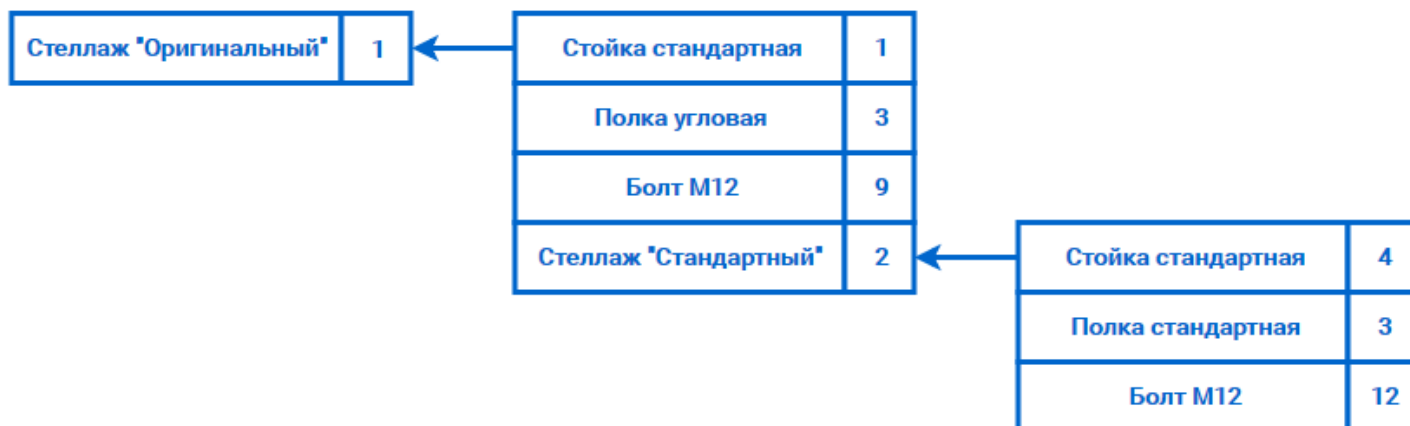 Стеллаж "Оригинальный" 1
Стойка стандартная 1
Полка угловая 3
Болт М12 9
Стеллаж "Стандартный" 2
Стойка стандартная 4
Полка стандартная 3
Болт М12 12